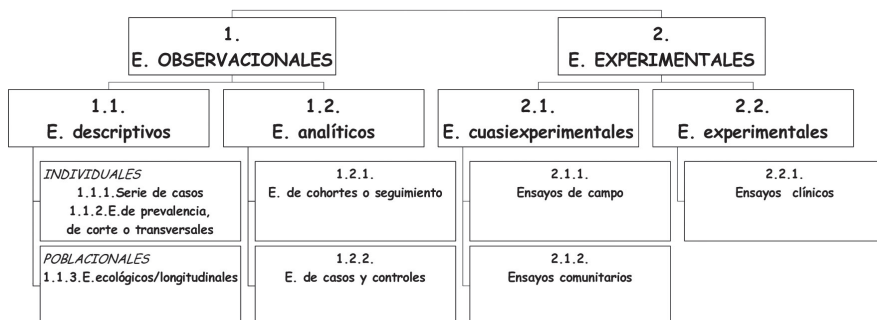 1.
E. OBSERVACIONALES
2.
E. EXPERIMENTALES
1.1.
E. descriptivos
1.2.
E. analíticos
2.1.
E. cuasiexperimentales
2.2.
E. experimentales
INDIVIDUALES
1.1.1.Serie de casos
1.1.2.E.de prevalencia,
de corte o transversales
1.2.1.
E. de cohortes o seguimiento
2.1.1.
Ensayos de campo
2.2.1.
Ensayos clínicos
POBLACIONALES
1.1.3.E.ecológicos/longitudinales
1.2.2.
E. de casos y controles
2.1.2.
Ensayos comunitarios